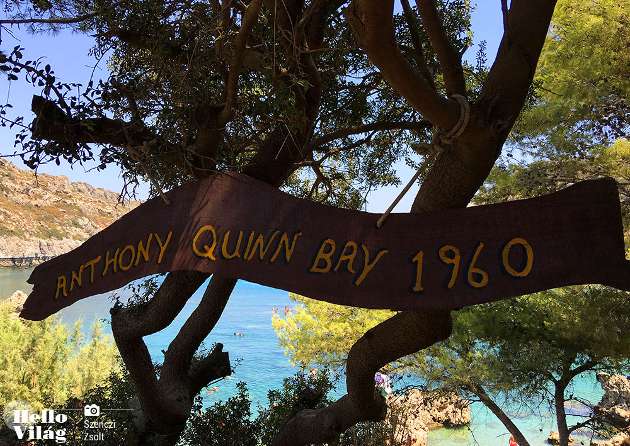 ANTHONY QUINN BAY 1960
Hello
Világ
Szenczi
Zsolt